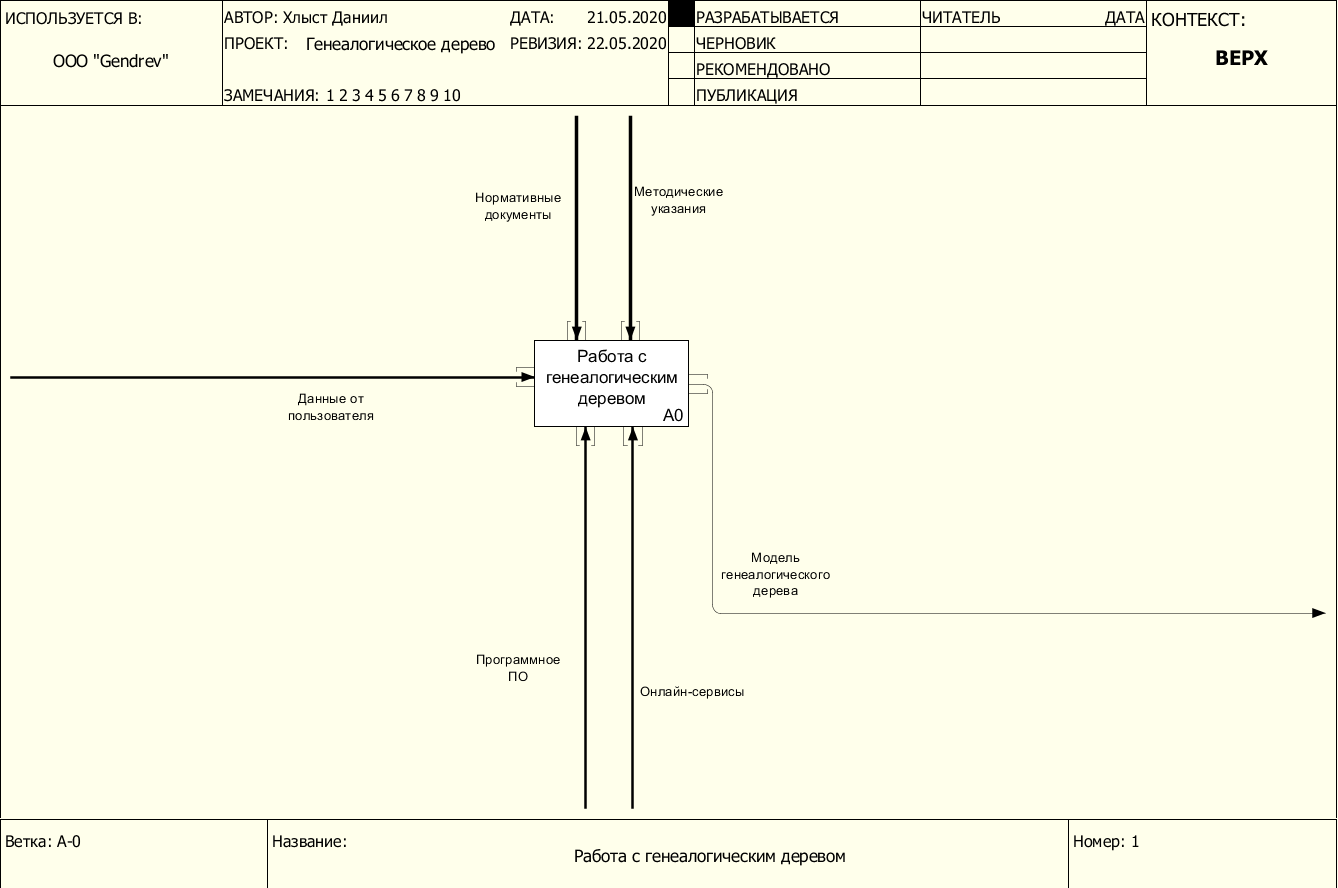 ИСПОЛЬЗУЕТСЯ В:
ООО "Gendrev"
АВТОР: Хлыст Даниил
ДАТА: 21.05.2020
ПРОЕКТ: Генеалогическое дерево
РЕВИЗИЯ: 22.05.2020
ЗАМЕЧАНИЯ: 1 2 3 4 5 6 7 8 9 10
РАЗРАБАТЫВАЕТСЯ
ЧЕРНОВИК
РЕКОМЕНДОВАНО
ПУБЛИКАЦИЯ
ЧИТАТЕЛЬ ДАТА
КОНТЕКСТ:
ВЕРХ
Нормативные
документы
Методические
указания
Работа с
генеалогическим
деревом
A0
Данные от
пользователя
Модель
генеалогического
дерева
Программное
ПО
Онлайн-сервисы
Ветка: A-0
Название:
Работа с генеалогическим деревом
Номер: 1